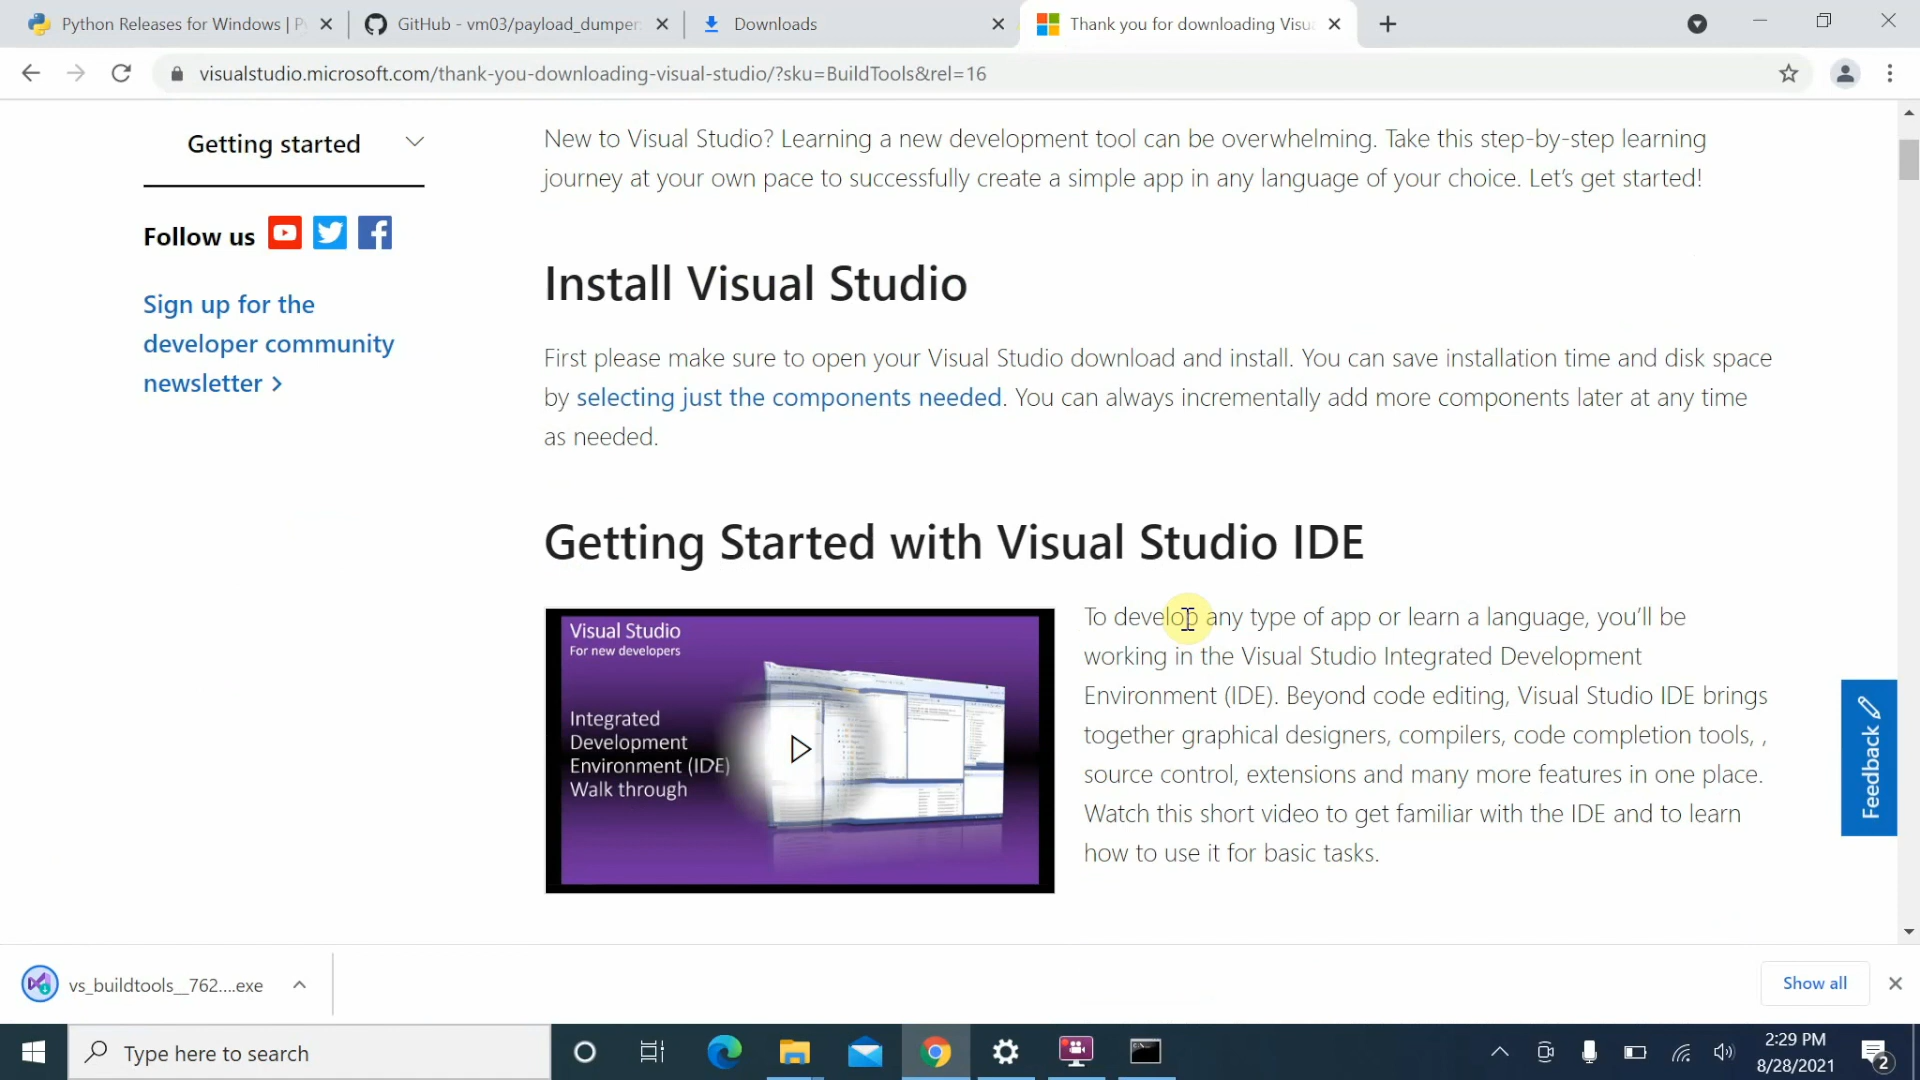 Python Releases for Windows | Py
GitHub - vm03/payload_dumper
Downloads
Thank you for downloading Visua
visualstudio.microsoft.com/thank-you-downloading-visual-studio/?sku=BuildTools&rel=16
Getting started
Follow us
Sign up for the
developer community
newsletter >
New to Visual Studio? Learning a new development tool can be overwhelming. Take this step-by-step learning
journey at your own pace to successfully create a simple app in any language of your choice. Let’s get started!
Install Visual Studio
First please make sure to open your Visual Studio download and install. You can save installation time and disk space
by selecting just the components needed. You can always incrementally add more components later at any time
as needed.
Getting Started with Visual Studio IDE
Visual Studio
For new developers
Integrated
Development
Environment (IDE)
Walk through
To develop any type of app or learn a language, you’ll be
working in the Visual Studio Integrated Development
Environment (IDE). Beyond code editing, Visual Studio IDE brings
together graphical designers, compilers, code completion tools, ,
source control, extensions and many more features in one place.
Watch this short video to get familiar with the IDE and to learn
how to use it for basic tasks.
Feedback
vs_buildtools__762....exe
Show all
Type here to search
2:29 PM
8/28/2021
2